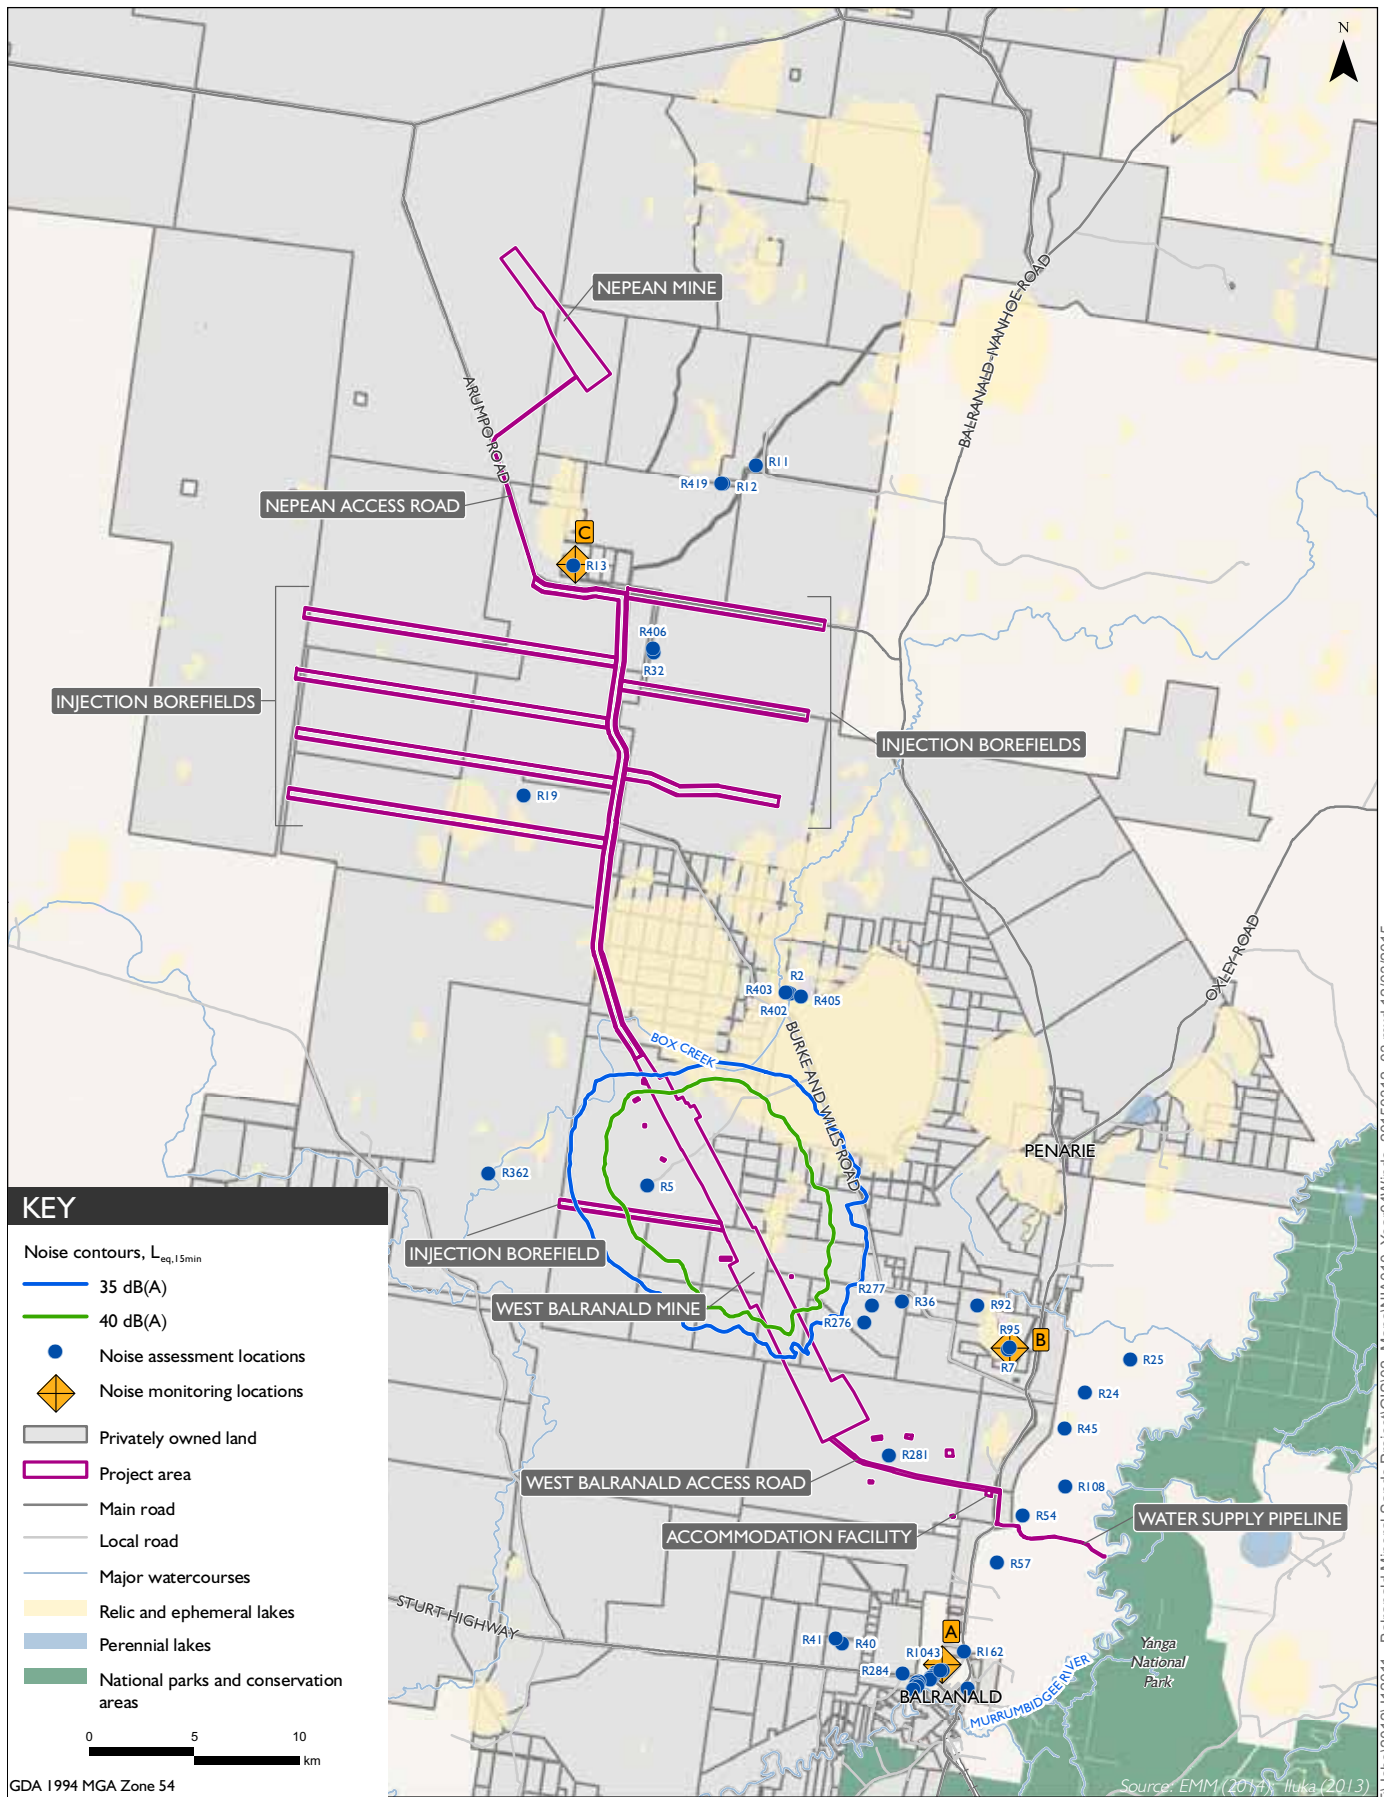 N
NEPEAN MINE
BALRANALD-IVANHOE ROAD
ARUMPO ROAD
R11
R419
R12
NEPEAN ACCESS ROAD
C
R13
R406
R32
INJECTION BOREFIELDS
INJECTION BOREFIELDS
R19
OXLEY ROAD
R2
R403
R405
R402
BURKE AND WILLS ROAD
BOX CREEK
PENARIE
R362
R5
INJECTION BOREFIELD
WEST BALRANALD MINE
R277
R36
R92
R276
R95
B
R7
R25
R24
R45
R281
WEST BALRANALD ACCESS ROAD
R108
R54
WATER SUPPLY PIPELINE
ACCOMMODATION FACILITY
R57
STURT HIGHWAY
A
R41
R40
R1043
R162
R284
BALRANALD
MURRUMBIDGEE RIVER
Yanga
National
Park
KEY
Noise contours, Leq,15min
35 dB(A)
40 dB(A)
Noise assessment locations
Noise monitoring locations
Privately owned land
Project area
Main road
Local road
Major watercourses
Relic and ephemeral lakes
Perennial lakes
National parks and conservation
areas
0 5 10
km
GDA 1994 MGA Zone 54
Source: EMM (2014); Iluka (2013)